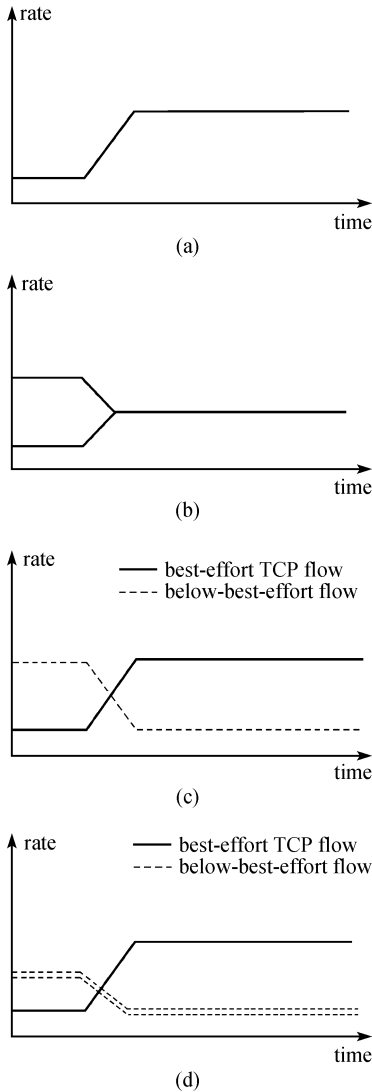 rate
time
(a)
rate
time
(b)
rate
best-effort TCP flow
below-best-effort flow
time
(c)
rate
best-effort TCP flow
below-best-effort flow
time
(d)